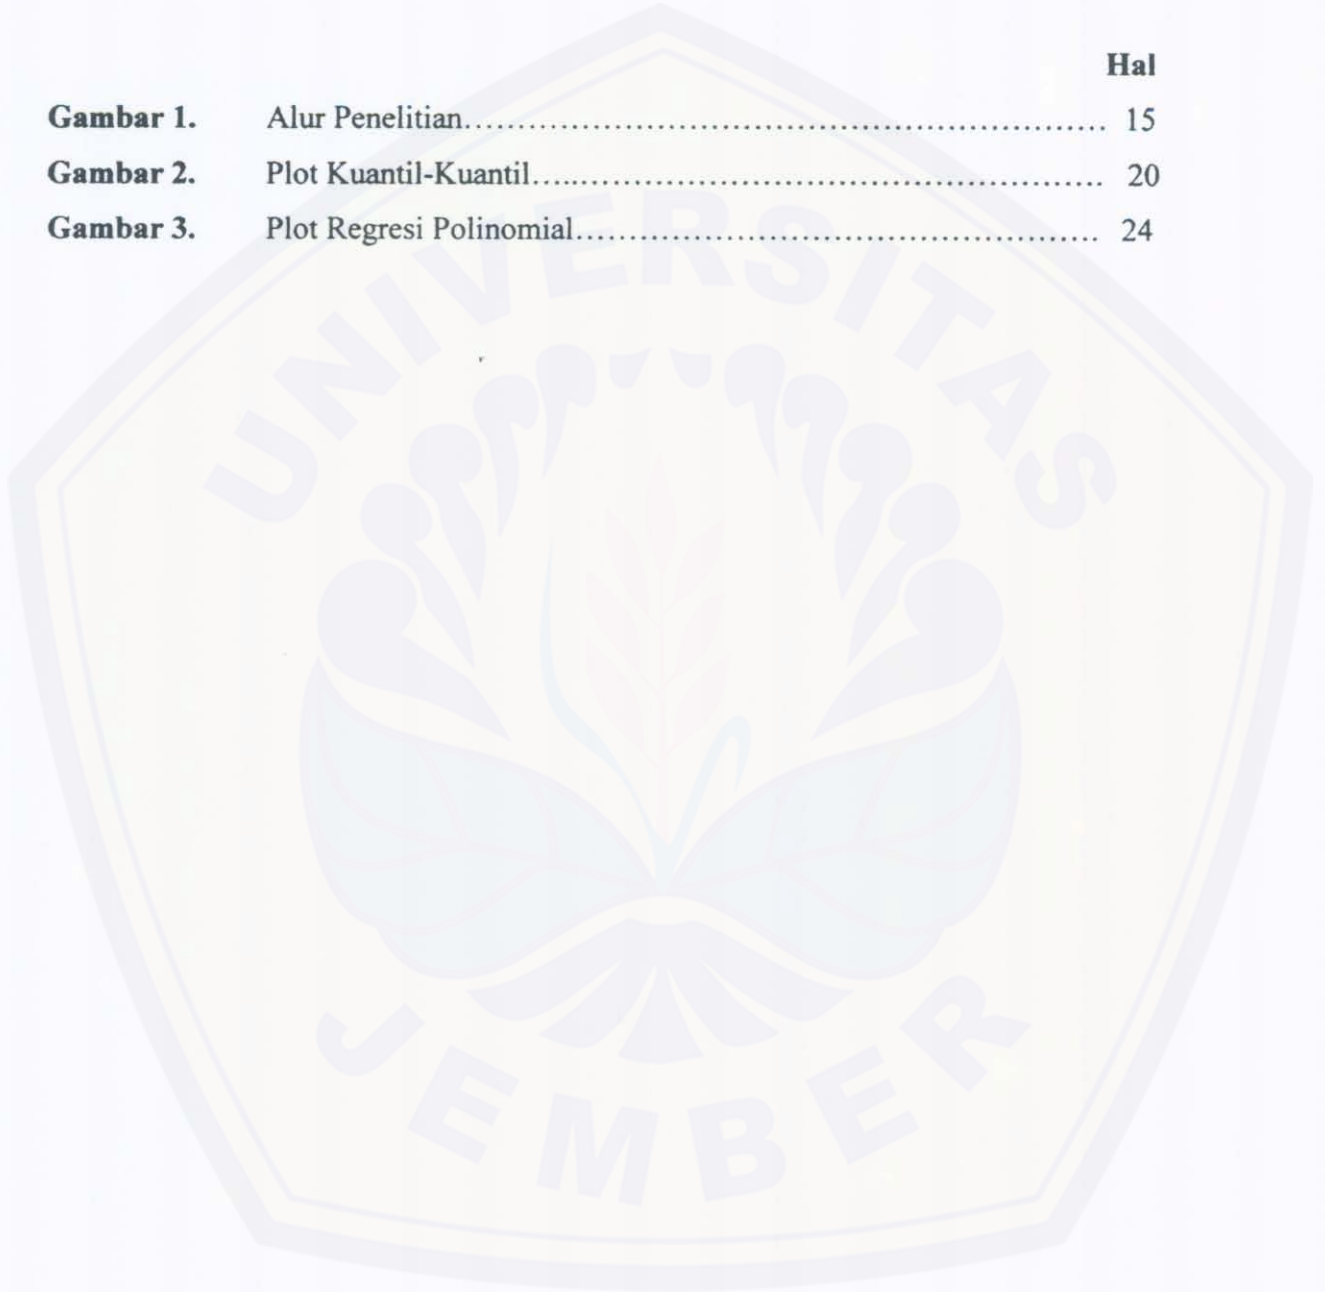 Hal
Gambar 1. Alur Penelitian.......................................................... 15
Gambar 2. Plot Kuantil-Kuantil.................................................... 20
Gambar 3. Plot Regresi Polinomial............................................... 24
UNIVERSITAS
JEMBER